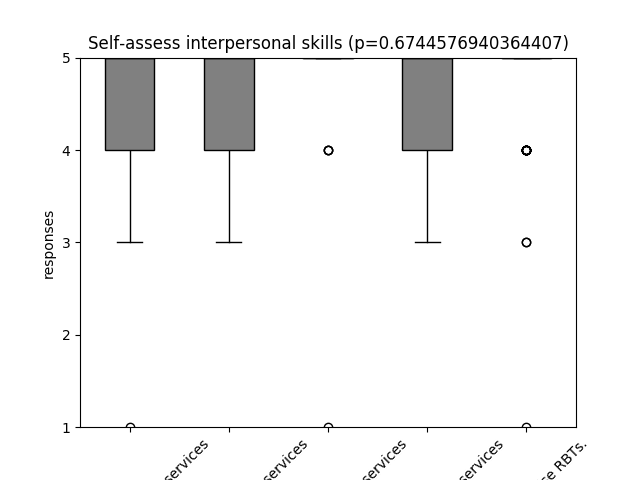 Self-assess interpersonal skills (p=0.6744576940364407)
5
4
3
2
1
responses
services
services
services
services
RBTs.